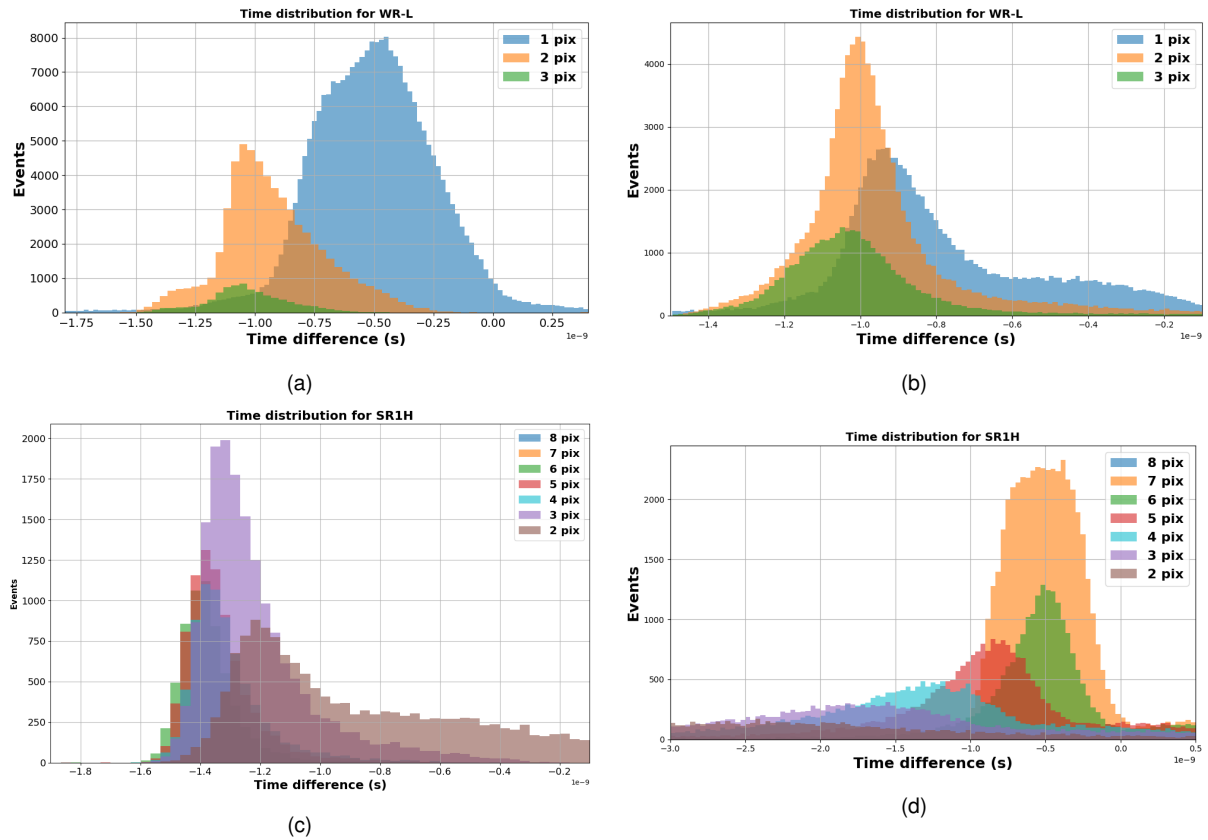 Time distribution for WR-L
8000
7000
6000
5000
4000
3000
2000
1000
0
Events
1 pix
2 pix
3 pix
−1.75 −1.50 −1.25 −1.00 −0.75 −0.50 −0.25 0.00 0.25
1e−9
Time difference (s)
(a)
Time distribution for WR-L
4000
3000
2000
1000
0
Events
1 pix
2 pix
3 pix
−1.4 −1.2 −1.0 −0.8 −0.6 −0.4 −0.2
1e−9
Time difference (s)
(b)
Time distribution for SR1H
2000
1750
1500
1250
1000
750
500
250
0
Events
8 pix
7 pix
6 pix
5 pix
4 pix
3 pix
2 pix
−1.8 −1.6 −1.4 −1.2 −1.0 −0.8 −0.6 −0.4 −0.2
1e−9
Time difference (s)
(c)
Time distribution for SR1H
2000
1500
1000
500
0
Events
8 pix
7 pix
6 pix
5 pix
4 pix
3 pix
2 pix
−3.0 −2.5 −2.0 −1.5 −1.0 −0.5 0.0 0.5
1e−9
Time difference (s)
(d)